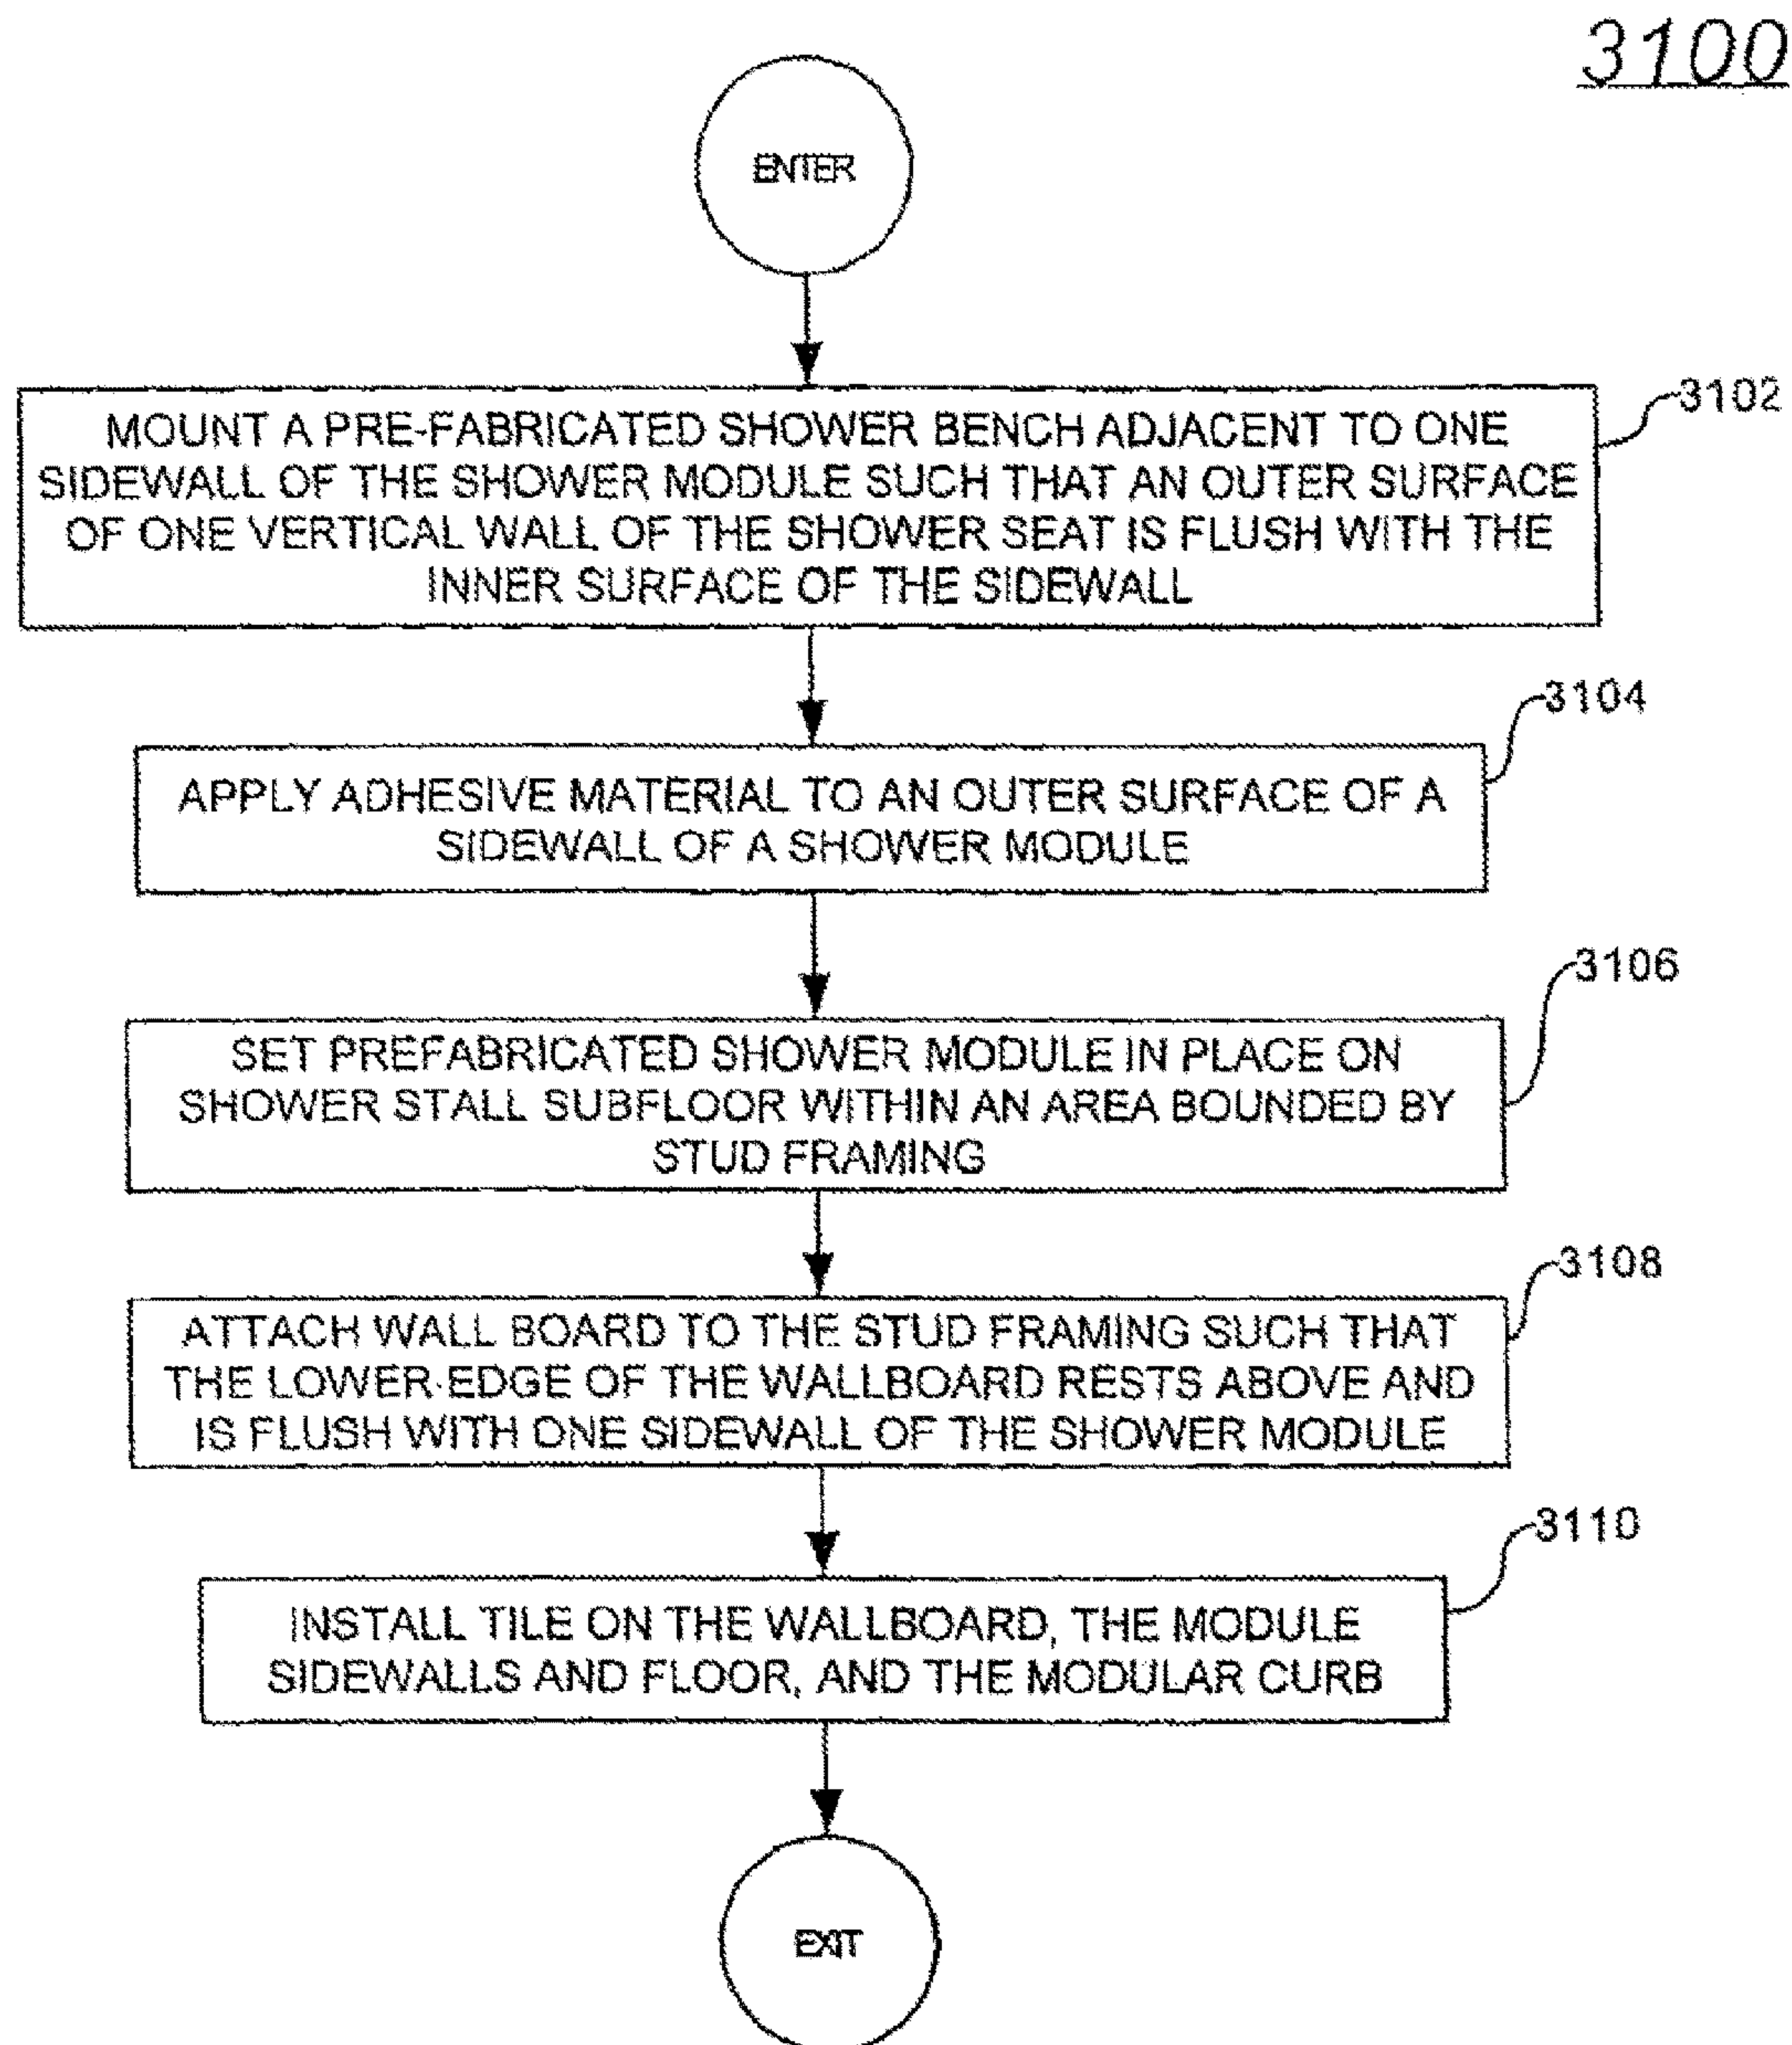 3100
ENTER
MOUNT A PRE-FABRICATED SHOWER BENCH ADJACENT TO ONE
SIDEWALL OF THE SHOWER MODULE SUCH THAT AN OUTER SURFACE
OF ONE VERTICAL WALL OF THE SHOWER SEAT IS FLUSH WITH THE
INNER SURFACE OF THE SIDEWALL
3102
APPLY ADHESIVE MATERIAL TO AN OUTER SURFACE OF A
SIDEWALL OF A SHOWER MODULE
3104
SET PREFABRICATED SHOWER MODULE IN PLACE ON
SHOWER STALL SUBFLOOR WITHIN AN AREA BOUNDED BY
STUD FRAMING
3106
ATTACH WALL BOARD TO THE STUD FRAMING SUCH THAT
THE LOWER EDGE OF THE WALLBOARD RESTS ABOVE AND
IS FLUSH WITH ONE SIDEWALL OF THE SHOWER MODULE
3108
INSTALL TILE ON THE WALLBOARD, THE MODULE
SIDEWALLS AND FLOOR, AND THE MODULAR CURB
3110
EXIT